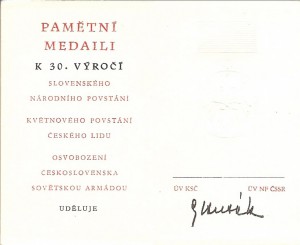 PAMĚTNÍ
MEDAILI
K 30. VÝROČÍ
SLOVENSKÉHO
NÁRODNÍHO POVSTÁNÍ
KVĚTNOVÉHO POVSTÁNÍ
ČESKÉHO LIDU
OSVOBOZENÍ
ČESKOSLOVENSKA
SOVĚTSKOU ARMÁDOU
UDĚLUJE
ÚV KSČ ÚV NF ČSSR